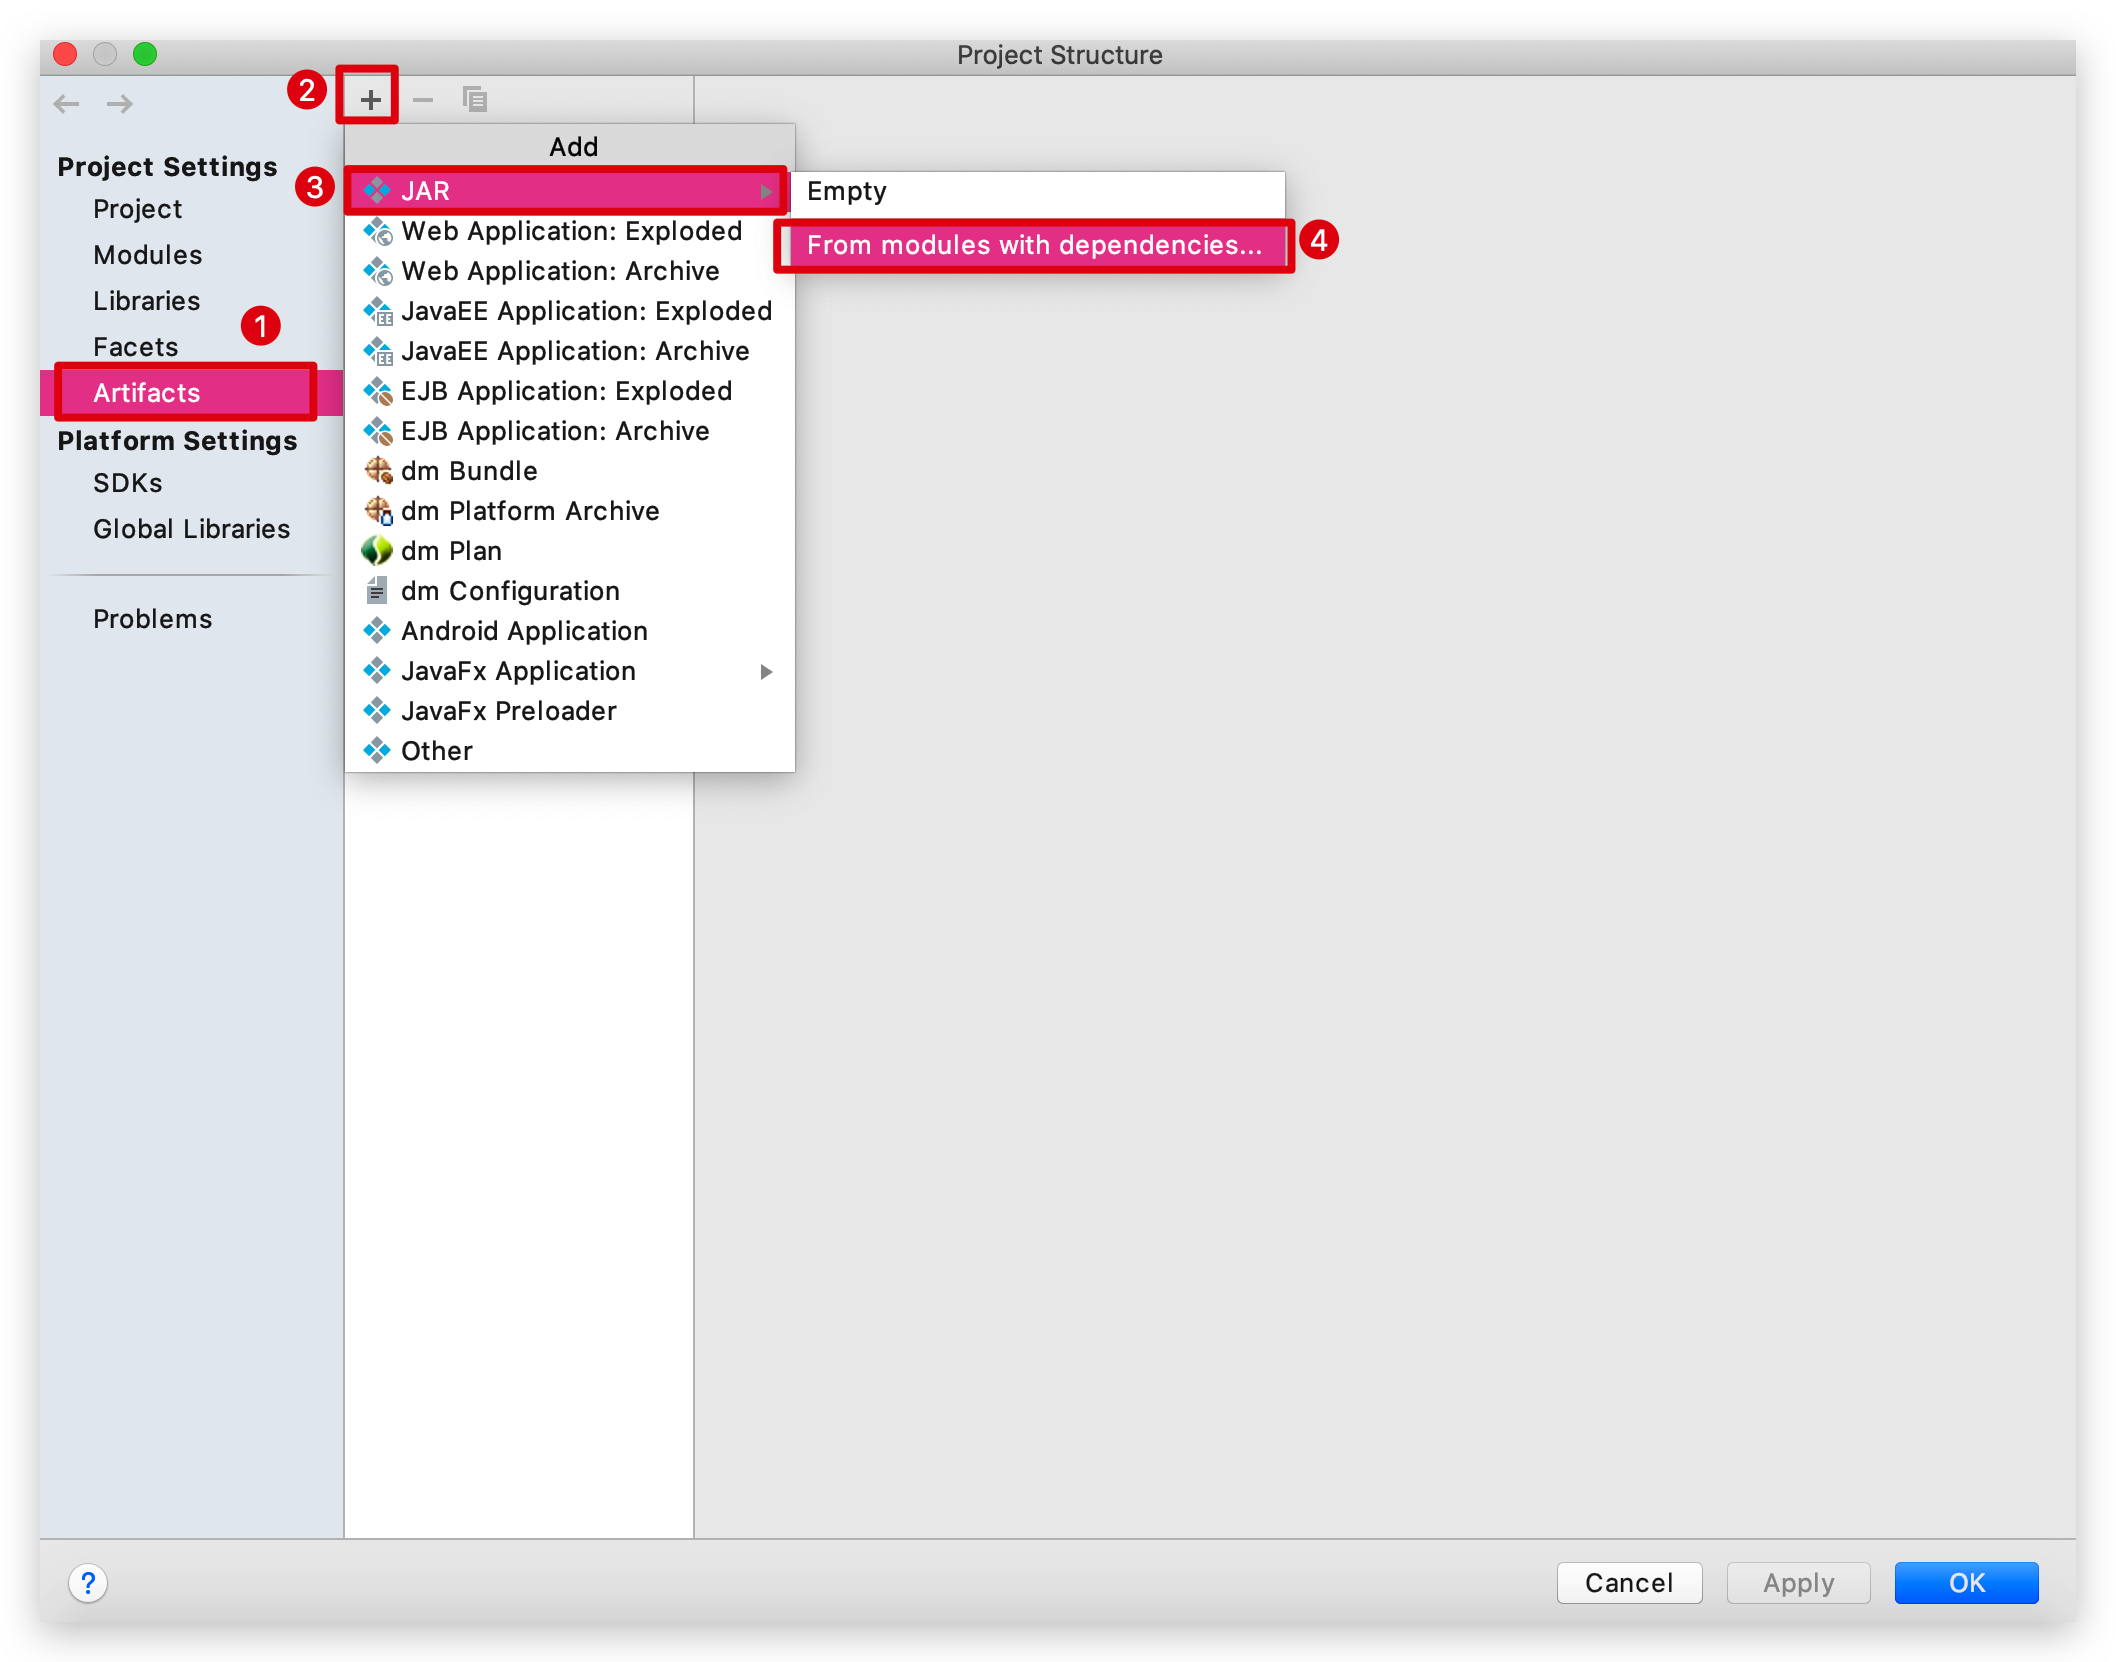 Project Structure
Project Settings
Project
Modules
Libraries
Facets
1
Artifacts
Platform Settings
SDKs
Global Libraries
Problems
2
Add
3
JAR
Web Application: Exploded
Web Application: Archive
JavaEE Application: Exploded
JavaEE Application: Archive
EJB Application: Exploded
EJB Application: Archive
dm Bundle
dm Platform Archive
dm Plan
dm Configuration
Android Application
JavaFx Application
JavaFx Preloader
Other
Empty
From modules with dependencies...
4
?
Cancel
Apply
OK